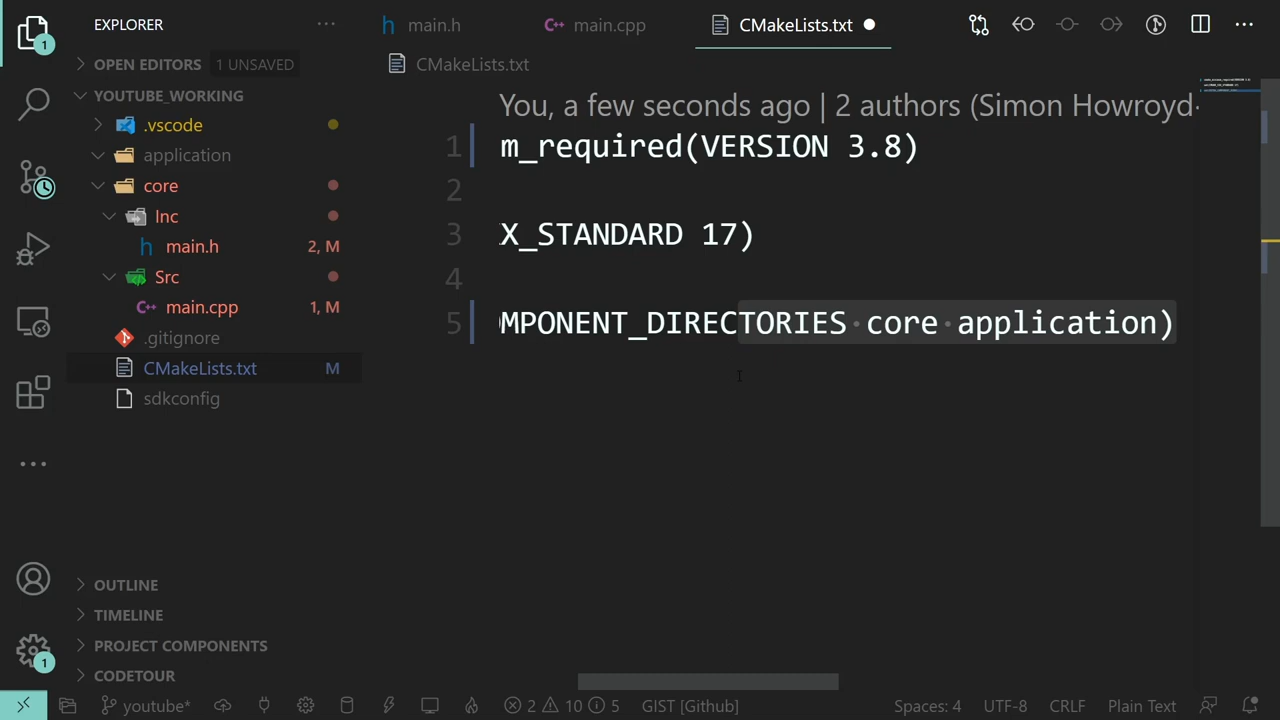 EXPLORER
main.h
main.cpp
CMakeLists.txt
OPEN EDITORS 1 UNSAVED
CMakeLists.txt
YOUTUBE_WORKING
You, a few seconds ago | 2 authors (Simon Howroyd
.vscode
1 m_required(VERSION 3.8)
application
2
core
3 X_STANDARD 17)
Inc
main.h 2, M
4
Src
main.cpp 1, M
5 MPONENT_DIRECTORIES core application)
.gitignore
CMakeLists.txt M
sdkconfig
OUTLINE
TIMELINE
PROJECT COMPONENTS
CODETOUR
1
1
youtube* 2 10 5 GIST [Github] Spaces: 4 UTF-8 CRLF Plain Text